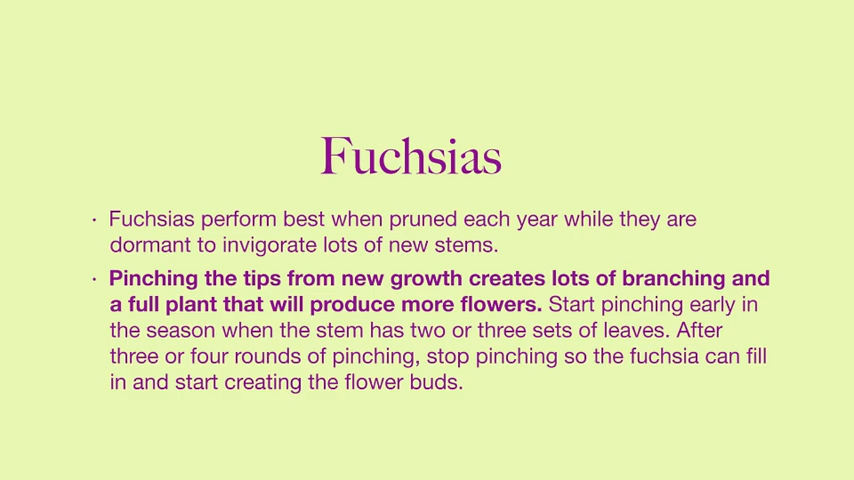 Fuchsias
· Fuchsias perform best when pruned each year while they are
dormant to invigorate lots of new stems.
· Pinching the tips from new growth creates lots of branching and
a full plant that will produce more flowers. Start pinching early in
the season when the stem has two or three sets of leaves. After
three or four rounds of pinching, stop pinching so the fuchsia can fill
in and start creating the flower buds.